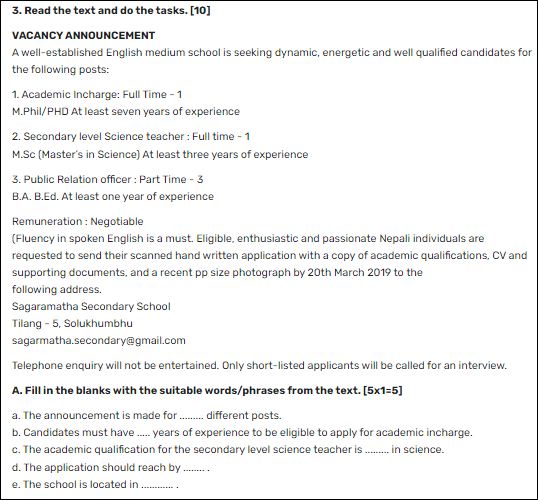 3. Read the text and do the tasks. [10]
VACANCY ANNOUNCEMENT
A well-established English medium school is seeking dynamic, energetic and well qualified candidates for
the following posts:
1. Academic Incharge: Full Time - 1
M.Phil/PHD At least seven years of experience
2. Secondary level Science teacher : Full time - 1
M.Sc (Master's in Science) At least three years of experience
3. Public Relation officer : Part Time - 3
B.A. B.Ed. At least one year of experience
Remuneration : Negotiable
(Fluency in spoken English is a must. Eligible, enthusiastic and passionate Nepali individuals are
requested to send their scanned hand written application with a copy of academic qualifications, CV and
supporting documents, and a recent pp size photograph by 20th March 2019 to the
following address.
Sagaramatha Secondary School
Tilang - 5, Solukhumbhu
sagarmatha.secondary@gmail.com
Telephone enquiry will not be entertained. Only short-listed applicants will be called for an interview.
A. Fill in the blanks with the suitable words/phrases from the text. [5x1=5]
a. The announcement is made for ......... different posts.
b. Candidates must have ..... years of experience to be eligible to apply for academic incharge.
c. The academic qualification for the secondary level science teacher is ......... in science.
d. The application should reach by ........ .
e. The school is located in ............ .